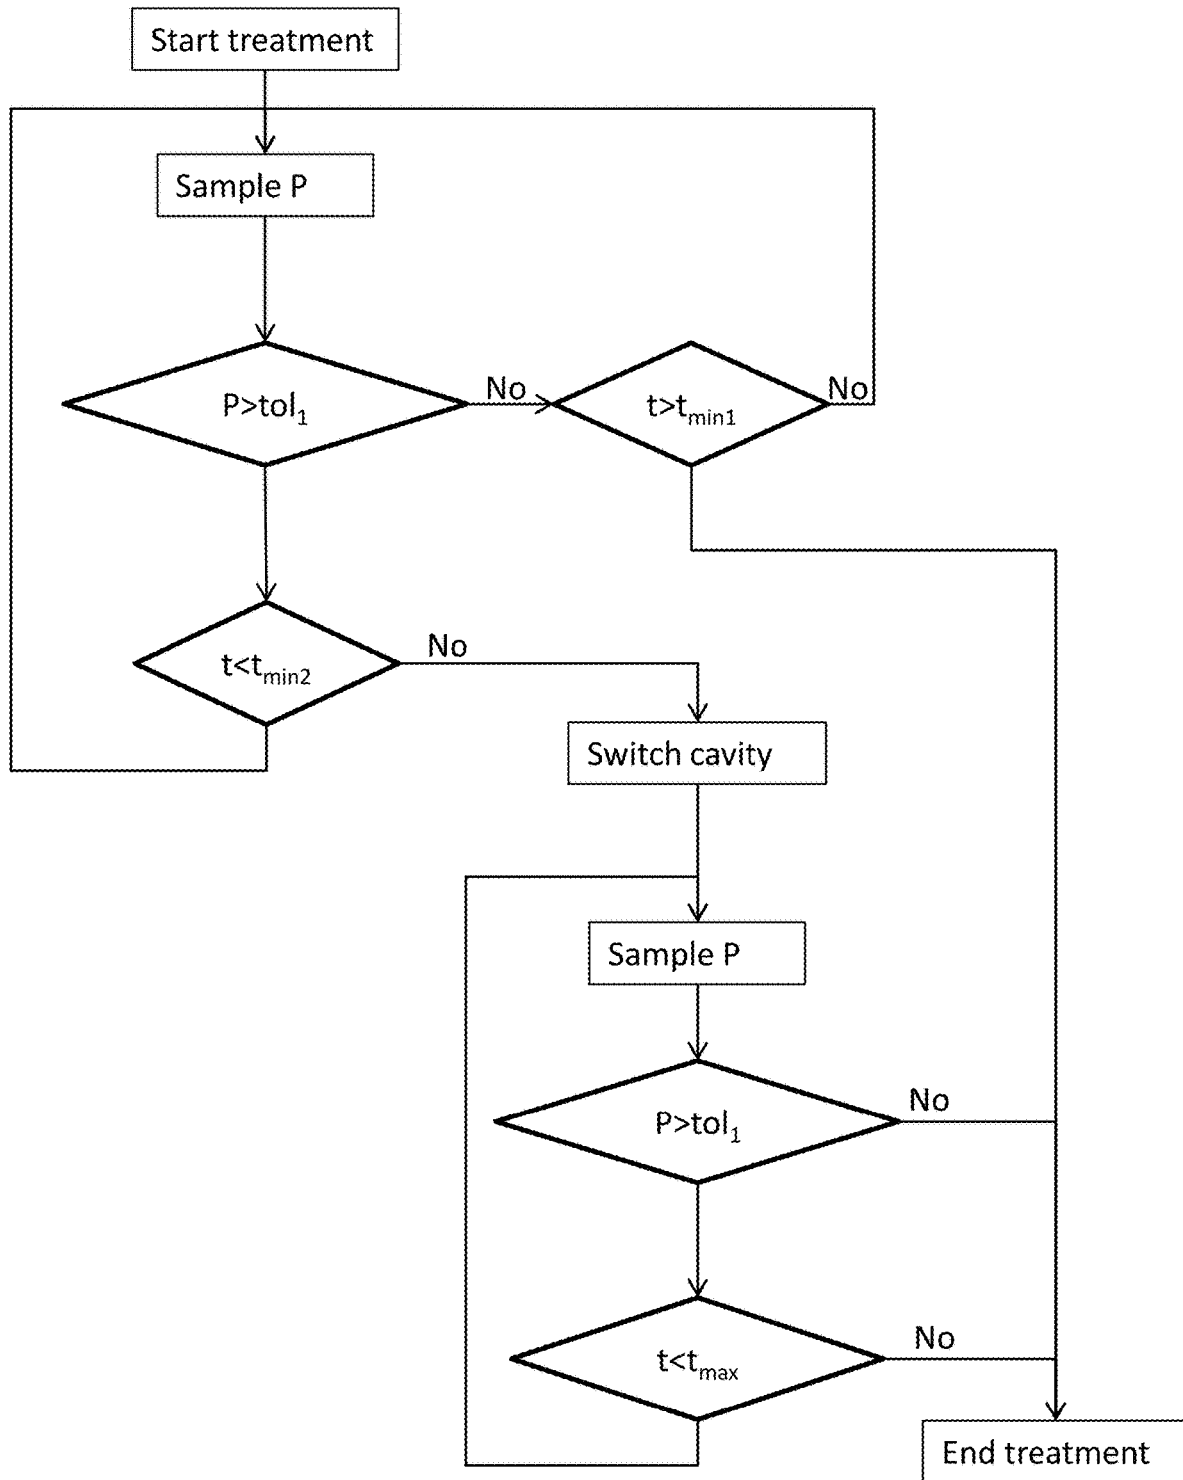 Start treatment
Sample P
P>tol₁
No
t>tₘᵢₙ₁
No
t<tₘᵢₙ₂
No
Switch cavity
Sample P
P>tol₁
No
t<tₘₐₓ
No
End treatment